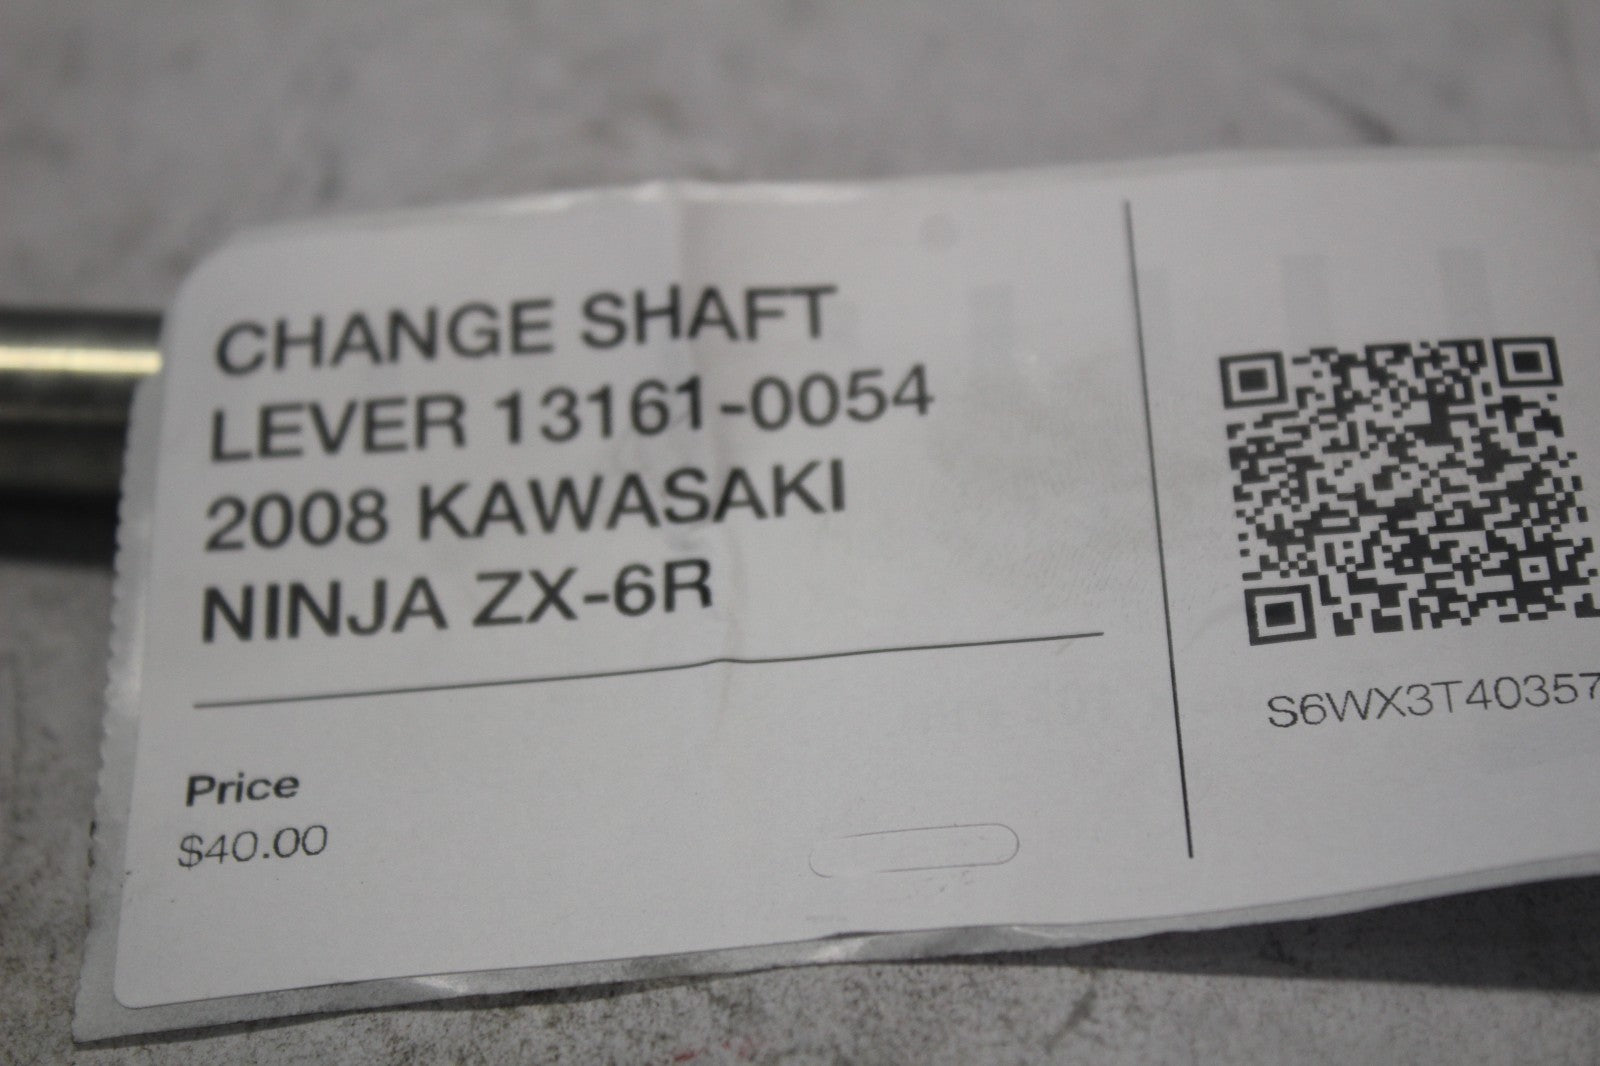 CHANGE SHAFT
LEVER 13161-0054
2008 KAWASAKI
NINJA ZX-6R
Price
$40.00
S6WX3T40357